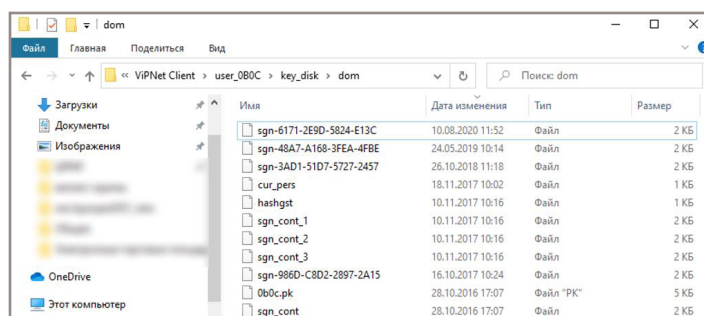 dom
Файл Главная Поделиться Вид
« ViPNet Client › user_0B0C › key_disk › dom Поиск: dom
Загрузки
Документы
Изображения
OneDrive
Этот компьютер
Имя Дата изменения Тип Размер
sgn-6171-2E9D-5824-E13C 10.08.2020 11:52 Файл 2 КБ
sgn-48A7-A168-3FEA-4FBE 24.05.2019 10:14 Файл 2 КБ
sgn-3AD1-51D7-5727-2457 26.10.2018 11:18 Файл 2 КБ
cur_pers 18.11.2017 10:02 Файл 1 КБ
hashgst 10.11.2017 10:16 Файл 1 КБ
sgn_cont_1 10.11.2017 10:16 Файл 2 КБ
sgn_cont_2 10.11.2017 10:16 Файл 2 КБ
sgn_cont_3 10.11.2017 10:16 Файл 2 КБ
sgn-986D-C8D2-2897-2A15 16.10.2017 10:24 Файл 2 КБ
0b0c.pk 28.10.2016 17:07 Файл "PK" 5 КБ
sgn_cont 28.10.2016 17:07 Файл 2 КБ